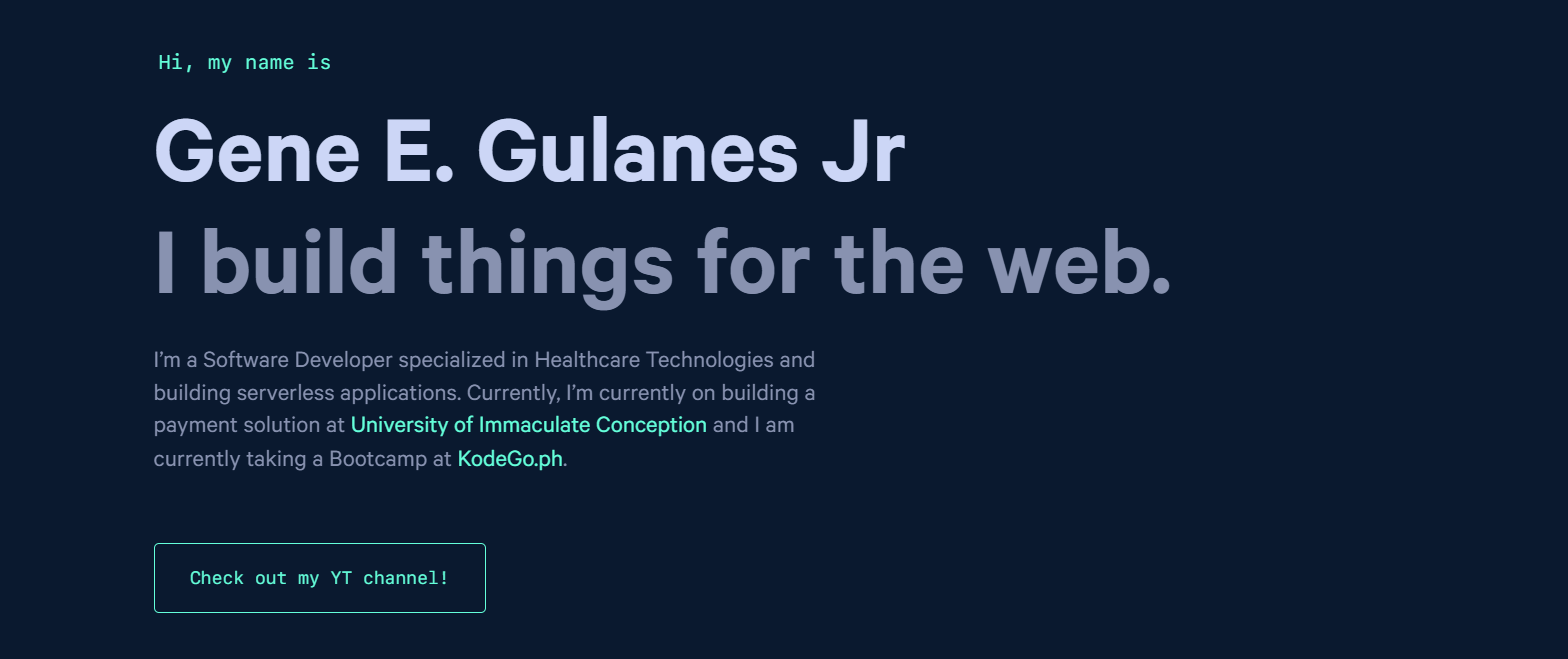 Hi, my name is
Gene E. Gulanes Jr
I build things for the web.
I’m a Software Developer specialized in Healthcare Technologies and
building serverless applications. Currently, I’m currently on building a
payment solution at University of Immaculate Conception and I am
currently taking a Bootcamp at KodeGo.ph.
Check out my YT channel!